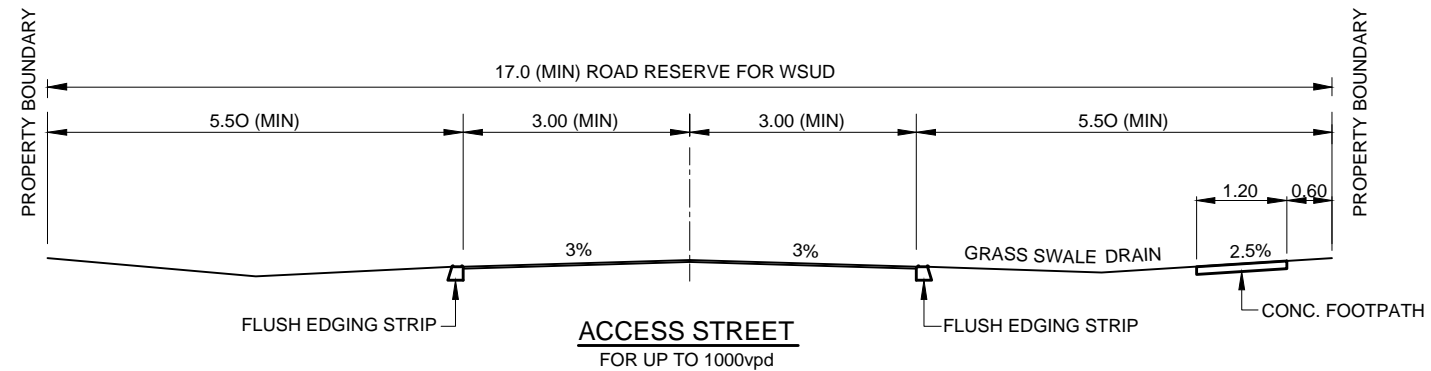 PROPERTY BOUNDARY
17.0 (MIN) ROAD RESERVE FOR WSUD
PROPERTY BOUNDARY
5.5O (MIN)
3.00 (MIN)
3.00 (MIN)
5.5O (MIN)
1.20
0.60
3%
3%
GRASS SWALE DRAIN
2.5%
FLUSH EDGING STRIP
FLUSH EDGING STRIP
CONC. FOOTPATH
ACCESS STREET
FOR UP TO 1000vpd